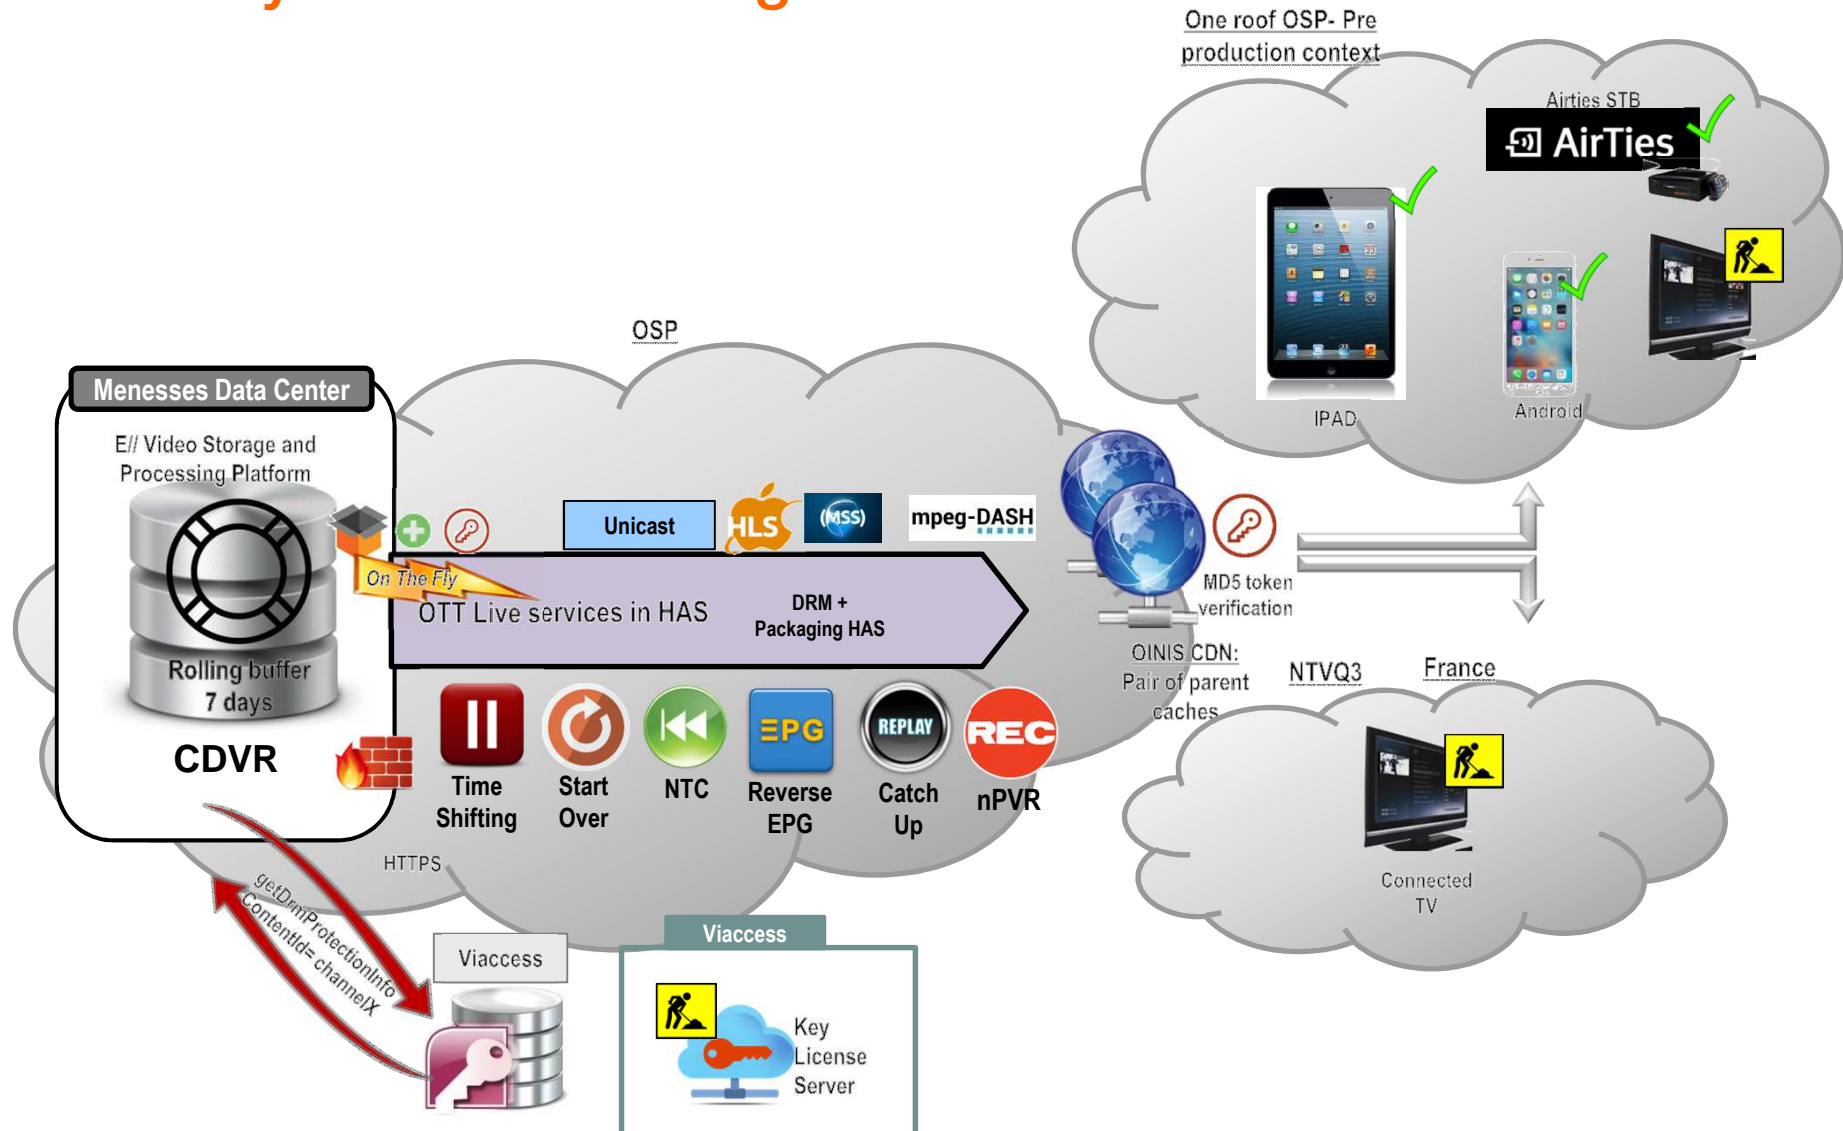 One roof OSP- Pre
production context
Airties STB
AirTies
IPAD
Android
OSP
Menesses Data Center
E// Video Storage and
Processing Platform
Rolling buffer
7 days
CDVR
On The Fly
Unicast
HLS
(MSS)
mpeg-DASH
OTT Live services in HAS
DRM +
Packaging HAS
MD5 token
verification
OINIS CDN:
Pair of parent
caches
EPG
REPLAY
REC
Time
Shifting
Start
Over
NTC
Reverse
EPG
Catch
Up
nPVR
HTTPS
getDrmProtectionInfo
ContentId= channelX
Viaccess
Viaccess
Key
License
Server
NTVQ3
France
Connected
TV